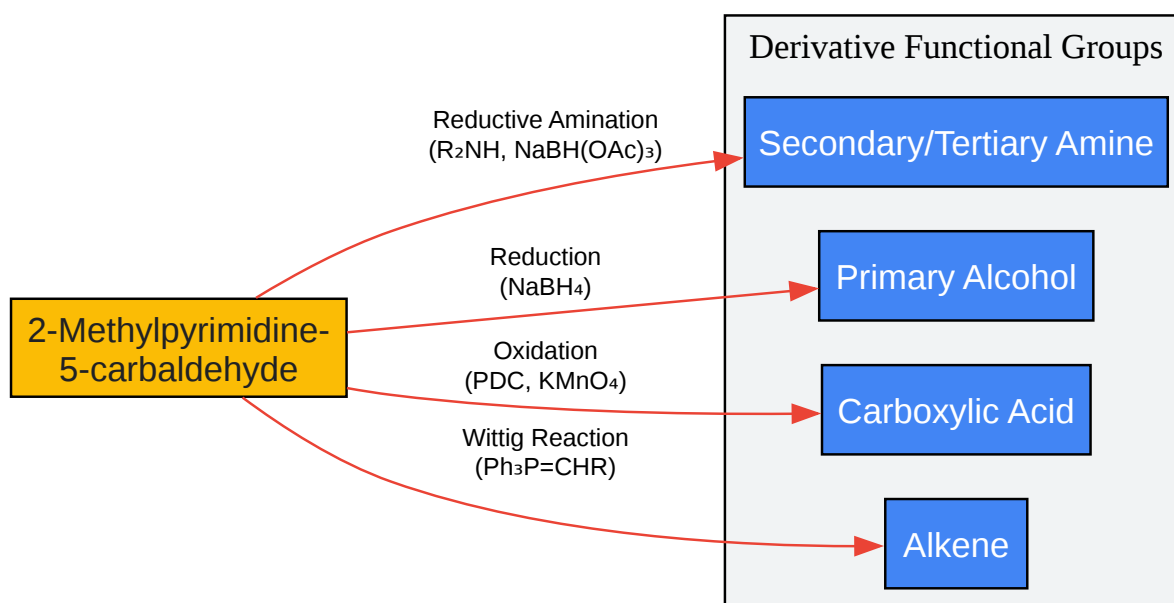 Derivative Functional Groups
Reductive Amination
(R₂NH, NaBH(OAc)₃)
Secondary/Tertiary Amine
Reduction
(NaBH₄)
Primary Alcohol
2-Methylpyrimidine-
5-carbaldehyde
Oxidation
(PDC, KMnO₄)
Carboxylic Acid
Wittig Reaction
(Ph₃P=CHR)
Alkene